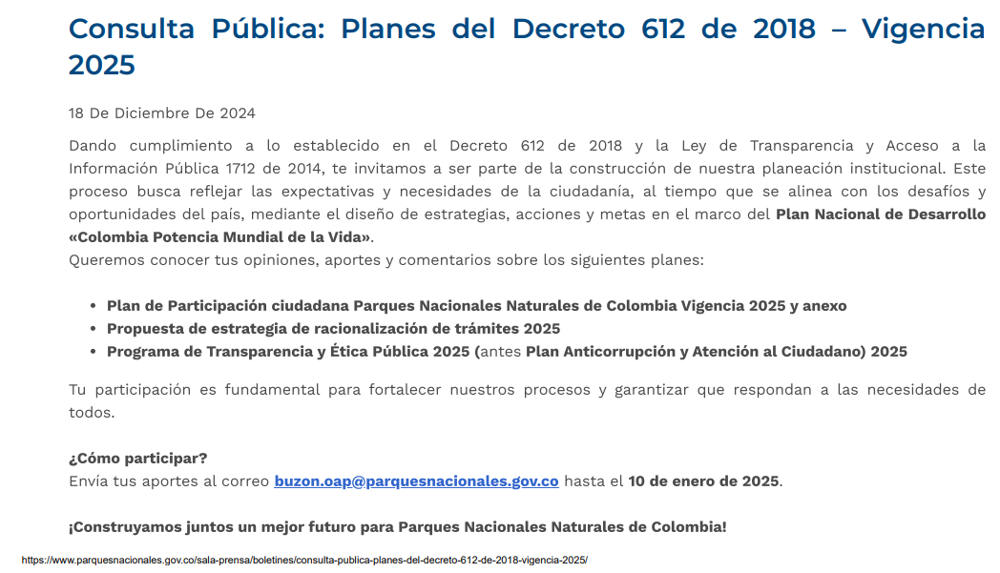 Consulta Pública: Planes del Decreto 612 de 2018 – Vigencia
2025
18 De Diciembre De 2024
Dando cumplimiento a lo establecido en el Decreto 612 de 2018 y la Ley de Transparencia y Acceso a la
Información Pública 1712 de 2014, te invitamos a ser parte de la construcción de nuestra planeación institucional. Este
proceso busca reflejar las expectativas y necesidades de la ciudadanía, al tiempo que se alinea con los desafíos y
oportunidades del país, mediante el diseño de estrategias, acciones y metas en el marco del Plan Nacional de Desarrollo
«Colombia Potencia Mundial de la Vida».
Queremos conocer tus opiniones, aportes y comentarios sobre los siguientes planes:
• Plan de Participación ciudadana Parques Nacionales Naturales de Colombia Vigencia 2025 y anexo
• Propuesta de estrategia de racionalización de trámites 2025
• Programa de Transparencia y Ética Pública 2025 (antes Plan Anticorrupción y Atención al Ciudadano) 2025
Tu participación es fundamental para fortalecer nuestros procesos y garantizar que respondan a las necesidades de
todos.
¿Cómo participar?
Envía tus aportes al correo buzon.oap@parquesnacionales.gov.co hasta el 10 de enero de 2025.
¡Construyamos juntos un mejor futuro para Parques Nacionales Naturales de Colombia!
https://www.parquesnacionales.gov.co/sala-prensa/boletines/consulta-publica-planes-del-decreto-612-de-2018-vigencia-2025/